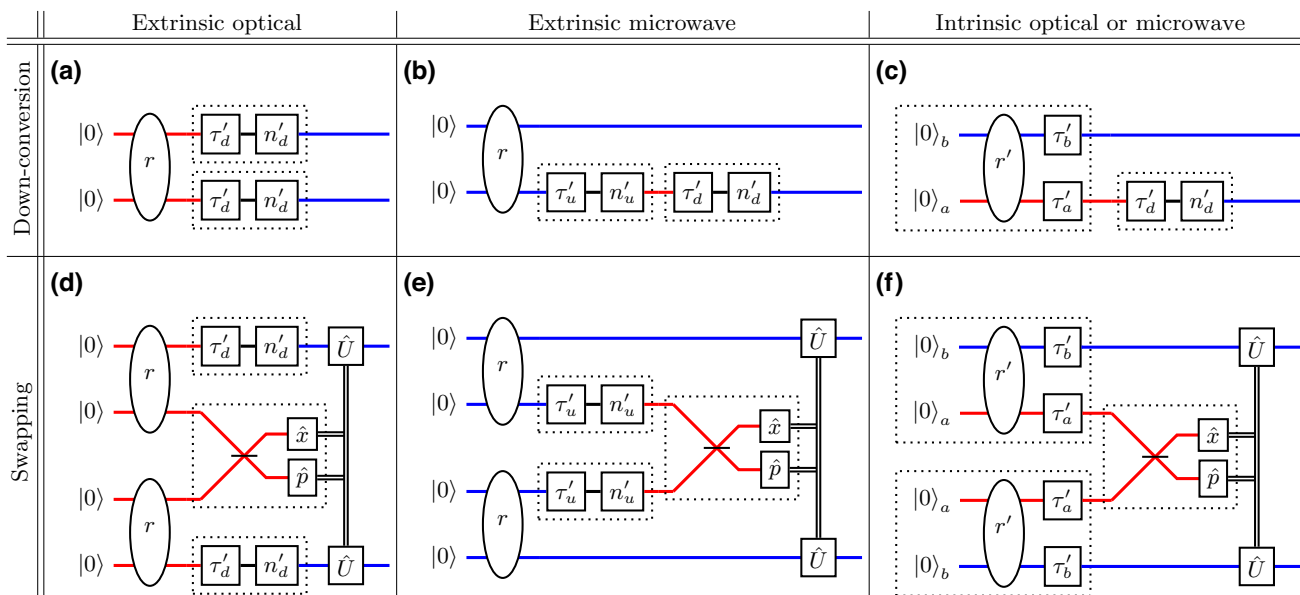 Extrinsic optical Extrinsic microwave Intrinsic optical or microwave
Down-conversion
(a) (b) (c)
|0⟩ r τ′_d n′_d
|0⟩ τ′_d n′_d
|0⟩ r
|0⟩ τ′_u n′_u τ′_d n′_d
|0⟩_b r′ τ′_b
|0⟩_a τ′_a τ′_d n′_d
Swapping
(d) (e) (f)
|0⟩ r τ′_d n′_d Û
|0⟩ x̂
|0⟩ r p̂
|0⟩ τ′_d n′_d Û
|0⟩ r Û
|0⟩ τ′_u n′_u x̂
|0⟩ r τ′_u n′_u p̂
|0⟩ Û
|0⟩_b r′ τ′_b Û
|0⟩_a τ′_a x̂
|0⟩_a r′ τ′_a p̂
|0⟩_b τ′_b Û